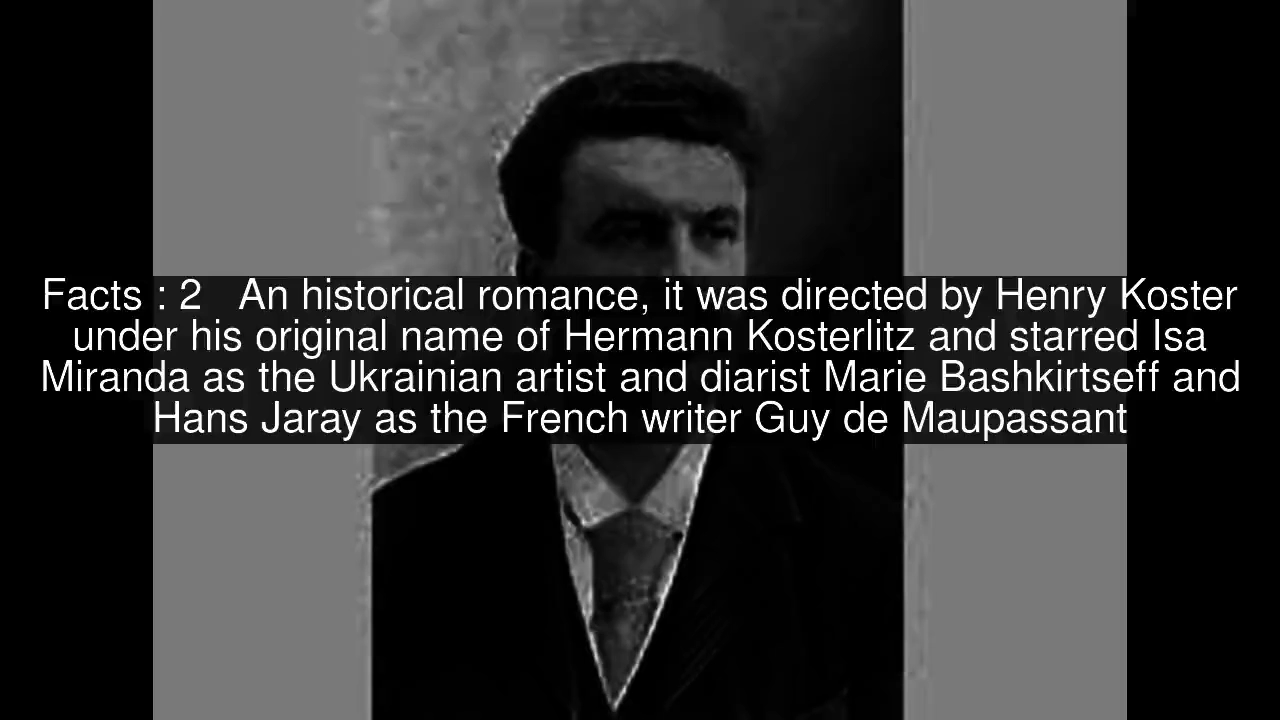 Facts : 2   An historical romance, it was directed by Henry Koster
under his original name of Hermann Kosterlitz and starred Isa
Miranda as the Ukrainian artist and diarist Marie Bashkirtseff and
Hans Jaray as the French writer Guy de Maupassant